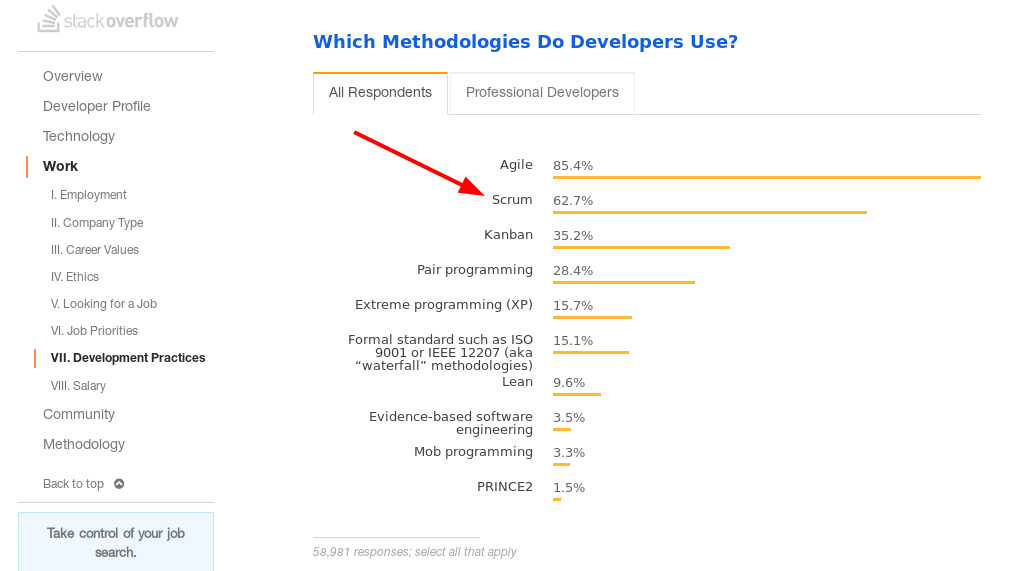 stackoverflow
Overview
Developer Profile
Technology
Work
I. Employment
II. Company Type
III. Career Values
IV. Ethics
V. Looking for a Job
VI. Job Priorities
VII. Development Practices
VIII. Salary
Community
Methodology
Back to top
Take control of your job
search.
Which Methodologies Do Developers Use?
All Respondents
Professional Developers
Agile 85.4%
Scrum 62.7%
Kanban 35.2%
Pair programming 28.4%
Extreme programming (XP) 15.7%
Formal standard such as ISO 15.1%
9001 or IEEE 12207 (aka
“waterfall” methodologies)
Lean 9.6%
Evidence-based software 3.5%
engineering
Mob programming 3.3%
PRINCE2 1.5%
58,981 responses; select all that apply